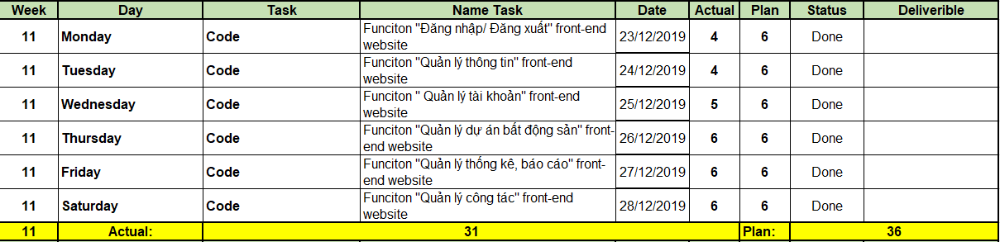 Week Day Task Name Task Date Actual Plan Status Deliverible
11 Monday Code Funciton "Đăng nhập/ Đăng xuất" front-end website 23/12/2019 4 6 Done
11 Tuesday Code Funciton "Quản lý thông tin" front-end website 24/12/2019 4 6 Done
11 Wednesday Code Funciton " Quản lý tài khoản" front-end website 25/12/2019 5 6 Done
11 Thursday Code Funciton "Quản lý dự án bất động sản" front-end website 26/12/2019 6 6 Done
11 Friday Code Funciton "Quản lý thống kê, báo cáo" front-end website 27/12/2019 6 6 Done
11 Saturday Code Funciton "Quản lý công tác" front-end website 28/12/2019 6 6 Done
11 Actual: 31 Plan: 36